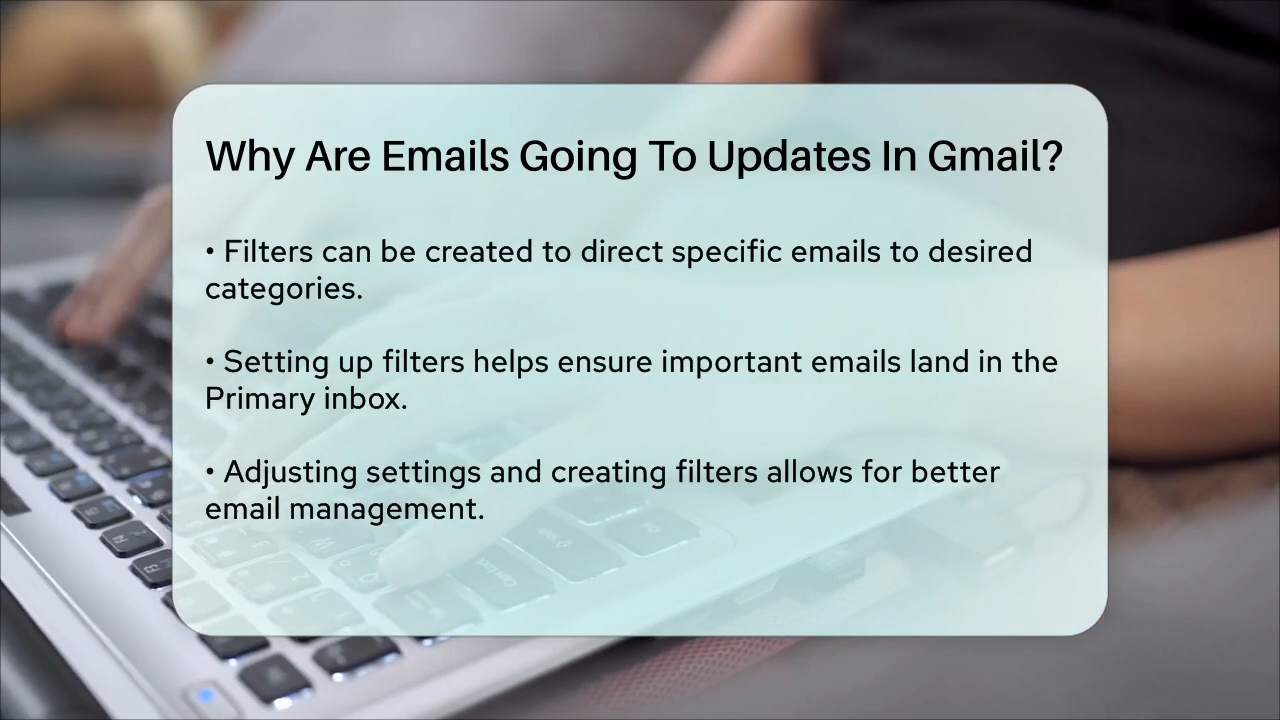 Why Are Emails Going To Updates In Gmail?
• Filters can be created to direct specific emails to desired
categories.
• Setting up filters helps ensure important emails land in the
Primary inbox.
• Adjusting settings and creating filters allows for better
email management.